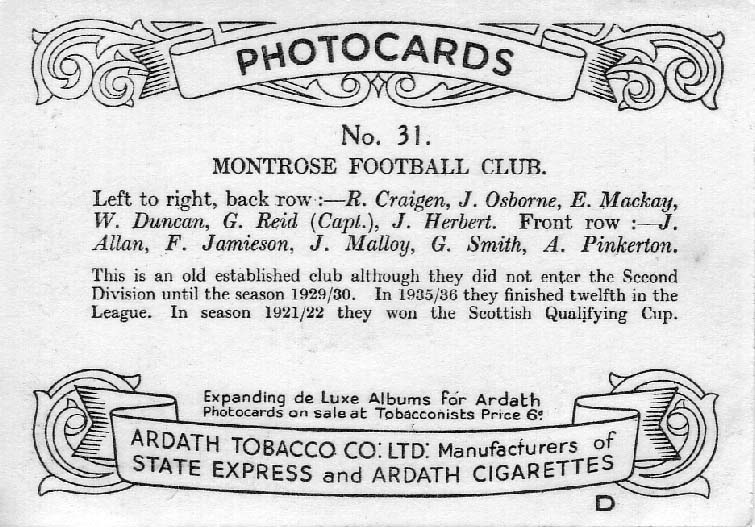 PHOTOCARDS
No. 31.
MONTROSE FOOTBALL CLUB.
Left to right, back row :—R. Craigen, J. Osborne, E. Mackay,
W. Duncan, G. Reid (Capt.), J. Herbert. Front row :—J.
Allan, F. Jamieson, J. Malloy, G. Smith, A. Pinkerton.
This is an old established club although they did not enter the Second
Division until the season 1929/30. In 1935/36 they finished twelfth in the
League. In season 1921/22 they won the Scottish Qualifying Cup.
Expanding de Luxe Albums for Ardath
Photocards on sale at Tobacconists Price 6d
ARDATH TOBACCO CO: LTD: Manufacturers of
STATE EXPRESS and ARDATH CIGARETTES
D